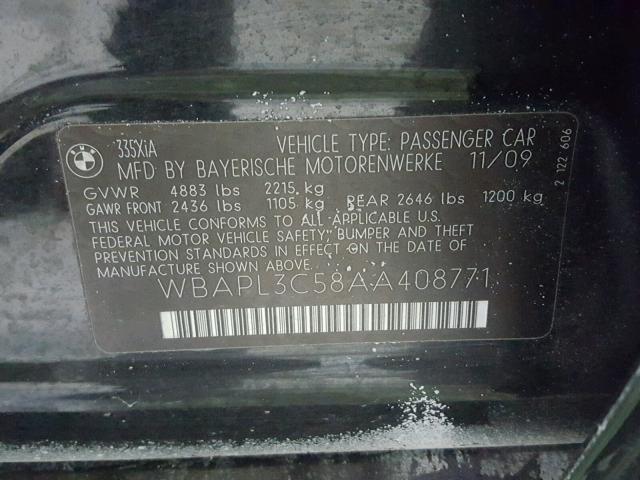 BMW
335XiA VEHICLE TYPE: PASSENGER CAR
MFD BY BAYERISCHE MOTORENWERKE 11/09
GVWR 4883 lbs 2215 kg
GAWR FRONT 2436 lbs 1105 kg REAR 2646 lbs 1200 kg
THIS VEHICLE CONFORMS TO ALL APPLICABLE U.S.
FEDERAL MOTOR VEHICLE SAFETY, BUMPER AND THEFT
PREVENTION STANDARDS IN EFFECT ON THE DATE OF
MANUFACTURE SHOWN ABOVE.
WBAPL3C58AA408771
2 122 606